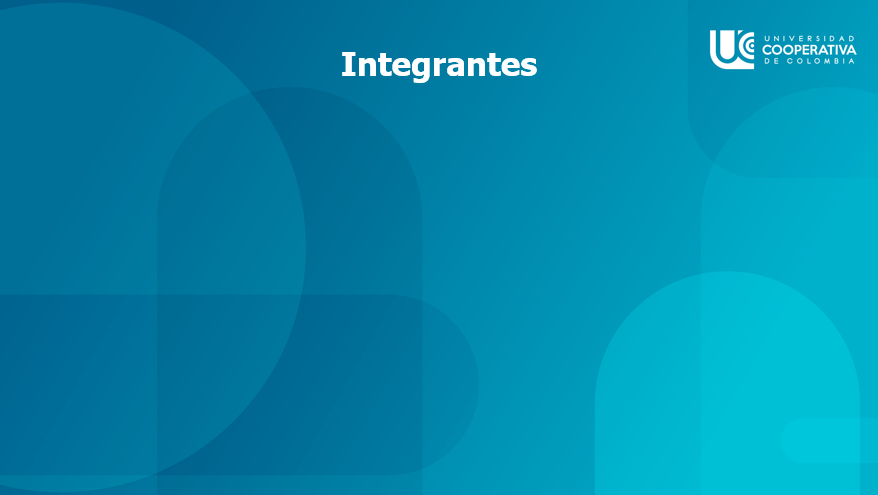 Integrantes
UNIVERSIDAD
COOPERATIVA
DE COLOMBIA